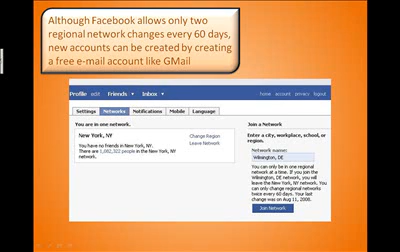 Although Facebook allows only two
regional network changes every 60 days,
new accounts can be created by creating
a free e-mail account like GMail
Profile edit Friends Inbox home account privacy logout
Settings Networks Notifications Mobile Language
You are in one network.
New York, NY
Change Region
Leave Network
You have no friends in New York, NY.
There are 1,082,322 people in the New York, NY
network.
Join a Network
Enter a city, workplace, school, or
region.
Network name:
Wilmington, DE
You can only be in one regional
network at a time. If you join the
Wilmington, DE network, you will
leave the New York, NY network. You
can only change regional networks
twice every 60 days. Your last
change was on Aug 11, 2008.
Join Network